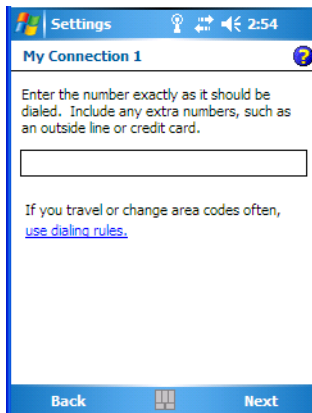 Settings 2:54
My Connection 1
Enter the number exactly as it should be
dialed. Include any extra numbers, such as
an outside line or credit card.
If you travel or change area codes often,
use dialing rules.
Back Next